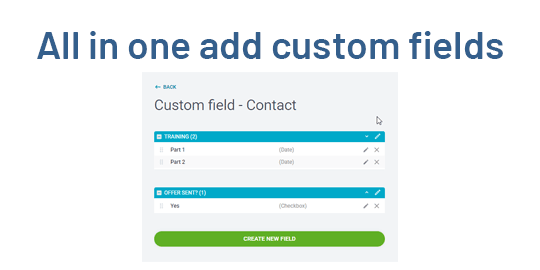 All in one add custom fields
← BACK
Custom field - Contact
TRAINING (2)
Part 1 (Date)
Part 2 (Date)
OFFER SENT? (1)
Yes (Checkbox)
CREATE NEW FIELD